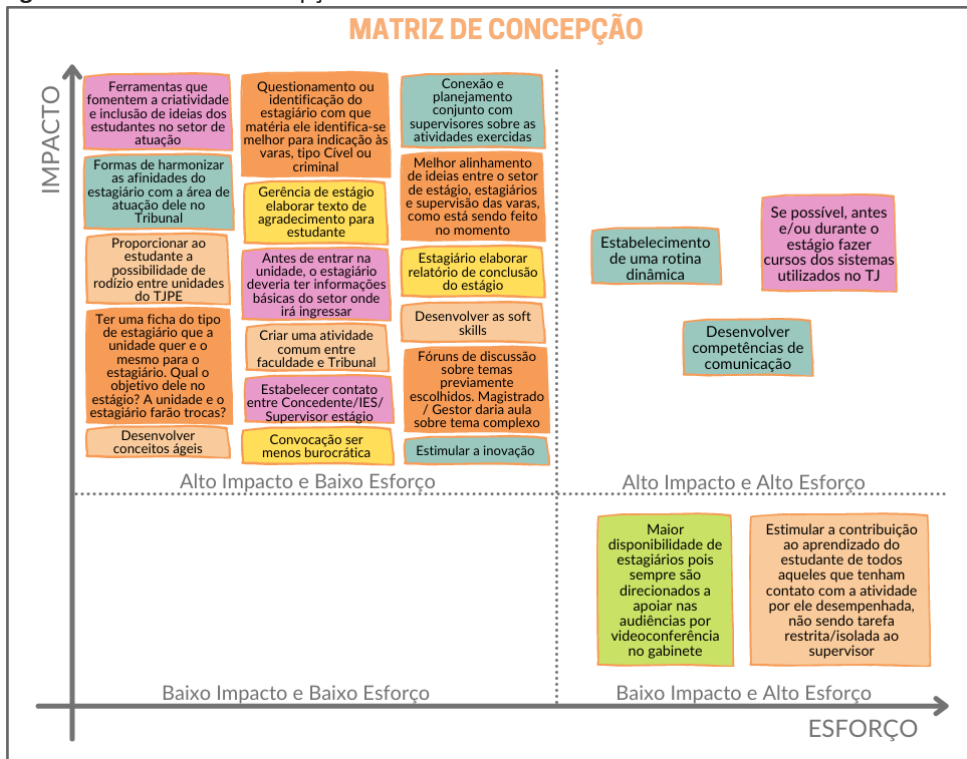 MATRIZ DE CONCEPÇÃO
IMPACTO
Ferramentas que
fomentem a criatividade
e inclusão de ideias dos
estudantes no setor de
atuação
Formas de harmonizar
as afinidades do
estagiário com a área de
atuação dele no
Tribunal
Proporcionar ao
estudante a
possibilidade de
rodízio entre unidades
do TJPE
Ter uma ficha do tipo
de estagiário que a
unidade quer e o
mesmo para o
estagiário. Qual o
objetivo dele no
estágio? A unidade e o
estagiário farão trocas?
Desenvolver
conceitos ágeis
Questionamento ou
identificação do
estagiário com que
matéria ele identifica-se
melhor para indicação às
varas, tipo Cível ou
criminal
Gerência de estágio
elaborar texto de
agradecimento para
estudante
Antes de entrar na
unidade, o estagiário
deveria ter informações
básicas do setor onde
irá ingressar
Criar uma atividade
comum entre
faculdade e Tribunal
Estabelecer contato
entre Concedente/IES/
Supervisor estágio
Convocação ser
menos burocrática
Conexão e
planejamento
conjunto com
supervisores sobre as
atividades exercidas
Melhor alinhamento
de ideias entre o setor
de estágio, estagiários
e supervisão das varas,
como está sendo feito
no momento
Estagiário elaborar
relatório de conclusão
do estágio
Desenvolver as soft
skills
Fóruns de discussão
sobre temas
previamente
escolhidos. Magistrado
/ Gestor daria aula
sobre tema complexo
Estimular a inovação
Alto Impacto e Baixo Esforço
Estabelecimento
de uma rotina
dinâmica
Se possível, antes
e/ou durante o
estágio fazer
cursos dos sistemas
utilizados no TJ
Desenvolver
competências de
comunicação
Alto Impacto e Alto Esforço
Baixo Impacto e Baixo Esforço
Maior
disponibilidade de
estagiários pois
sempre são
direcionados a
apoiar nas
audiências por
videoconferência
no gabinete
Estimular a contribuição
ao aprendizado do
estudante de todos
aqueles que tenham
contato com a atividade
por ele desempenhada,
não sendo tarefa
restrita/isolada ao
supervisor
Baixo Impacto e Alto Esforço
ESFORÇO